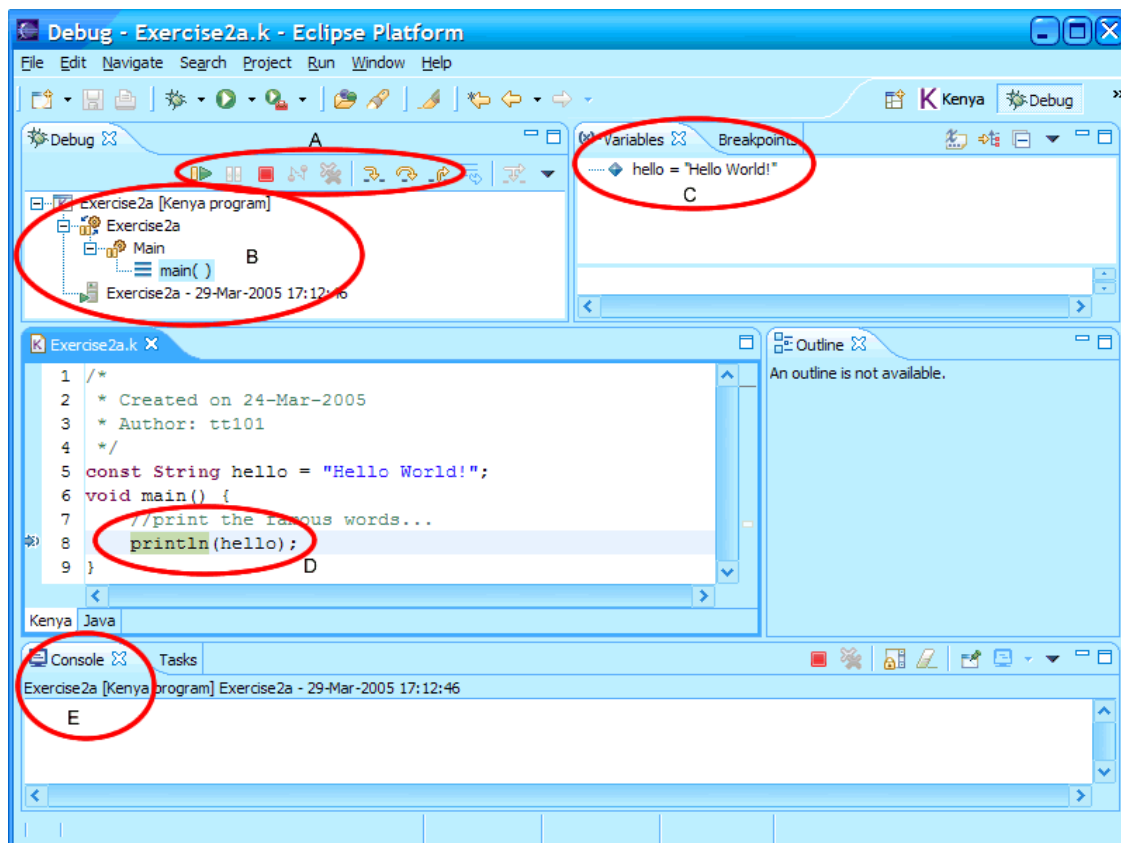 Debug - Exercise2a.k - Eclipse Platform
File Edit Navigate Search Project Run Window Help
Kenya Debug
Debug
A
Exercise2a [Kenya program]
Exercise2a
Main
main( )
B
Exercise2a - 29-Mar-2005 17:12:46
(x)= Variables Breakpoints
hello = "Hello World!"
C
Exercise2a.k
1 /*
2 * Created on 24-Mar-2005
3 * Author: tt101
4 */
5 const String hello = "Hello World!";
6 void main() {
7 //print the famous words...
8 println(hello);
9 }
D
Kenya Java
Outline
An outline is not available.
Console Tasks
Exercise2a [Kenya program] Exercise2a - 29-Mar-2005 17:12:46
E